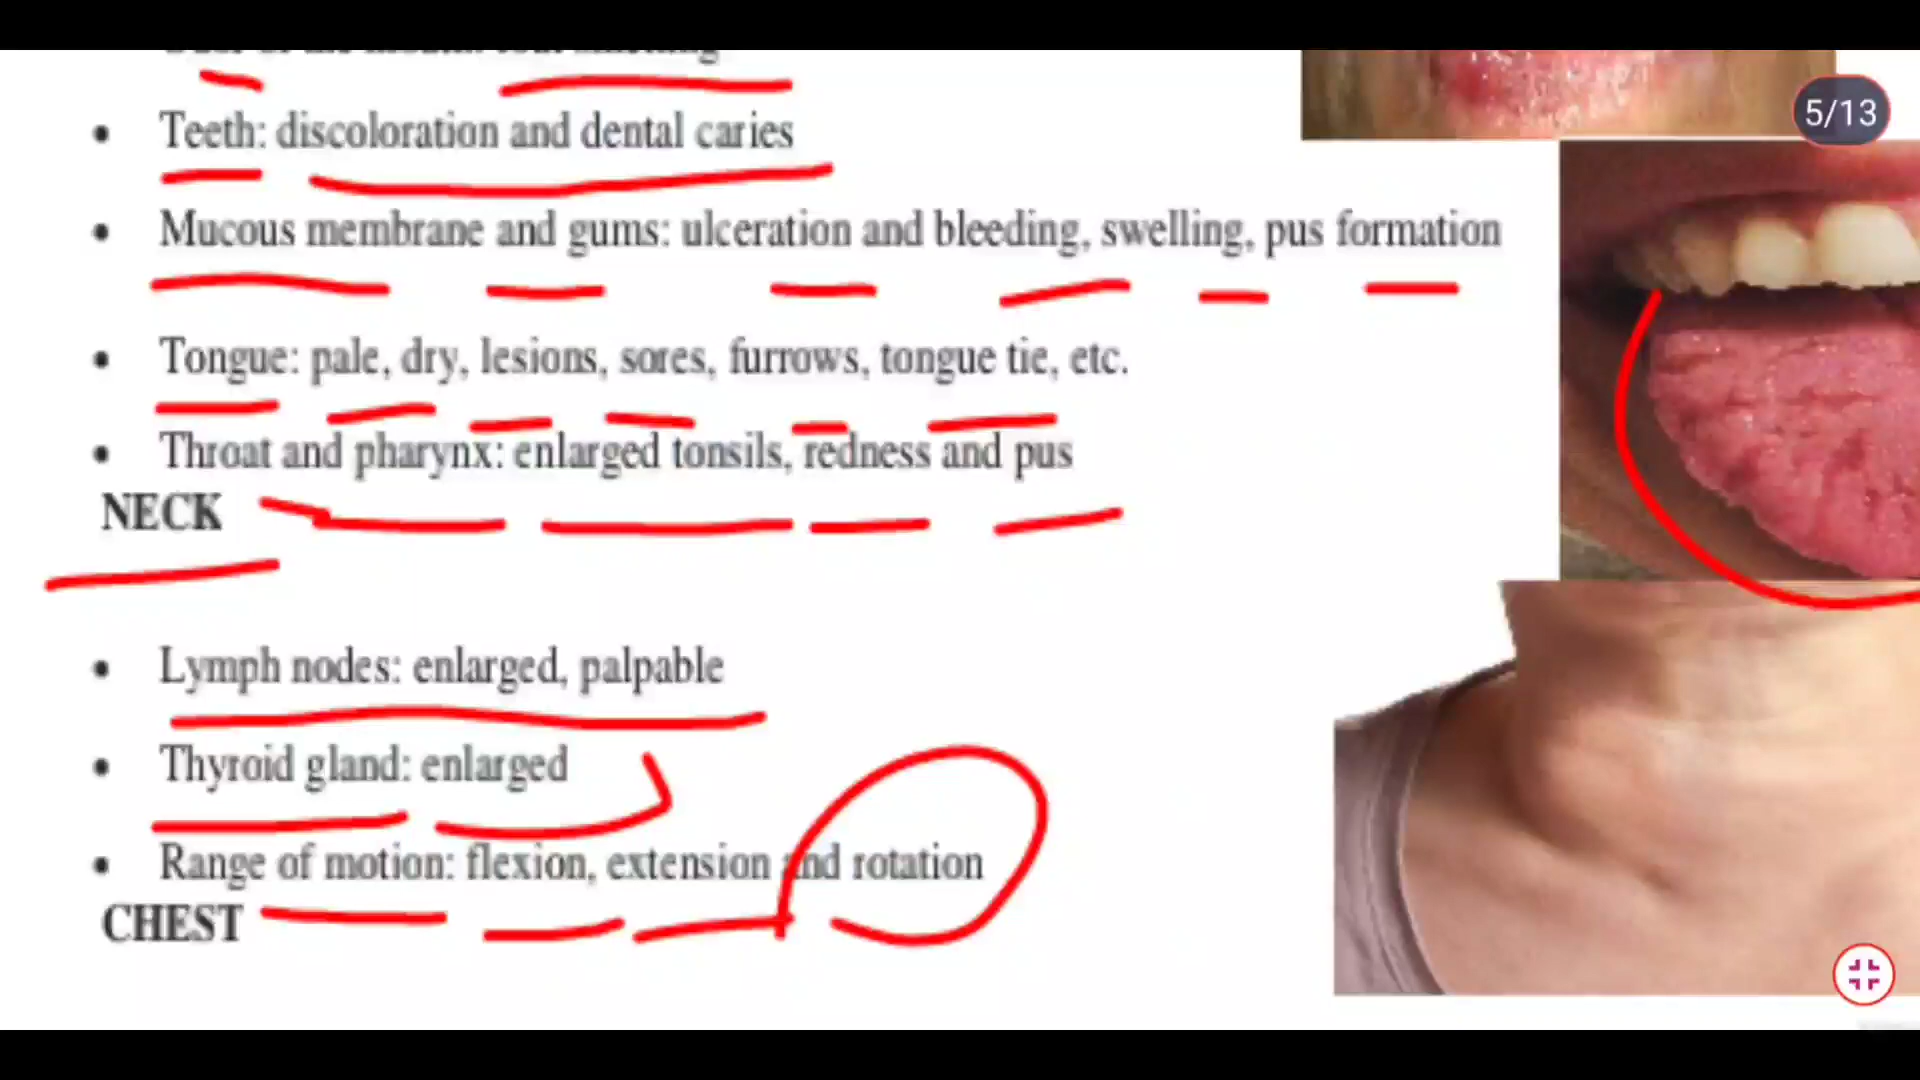 5/13
• Teeth: discoloration and dental caries
• Mucous membrane and gums: ulceration and bleeding, swelling, pus formation
• Tongue: pale, dry, lesions, sores, furrows, tongue tie, etc.
• Throat and pharynx: enlarged tonsils, redness and pus
NECK
• Lymph nodes: enlarged, palpable
• Thyroid gland: enlarged
• Range of motion: flexion, extension and rotation
CHEST